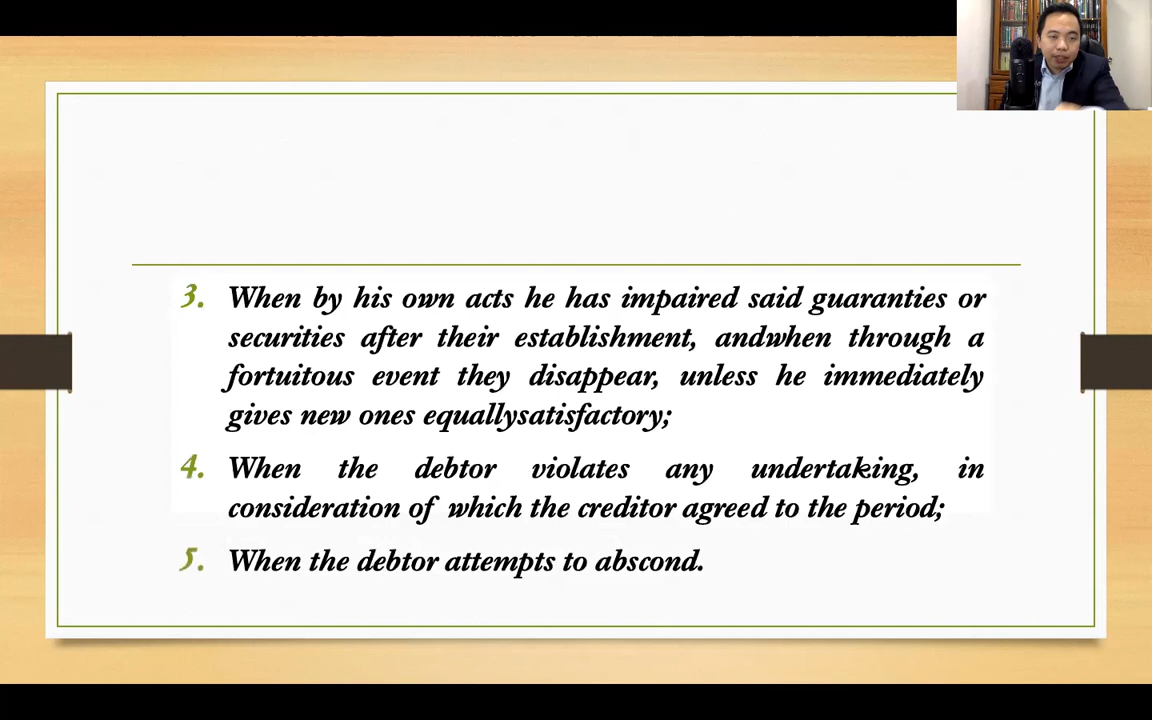 3. When by his own acts he has impaired said guaranties or
securities after their establishment, andwhen through a
fortuitous event they disappear, unless he immediately
gives new ones equallysatisfactory;
4. When the debtor violates any undertaking, in
consideration of which the creditor agreed to the period;
5. When the debtor attempts to abscond.